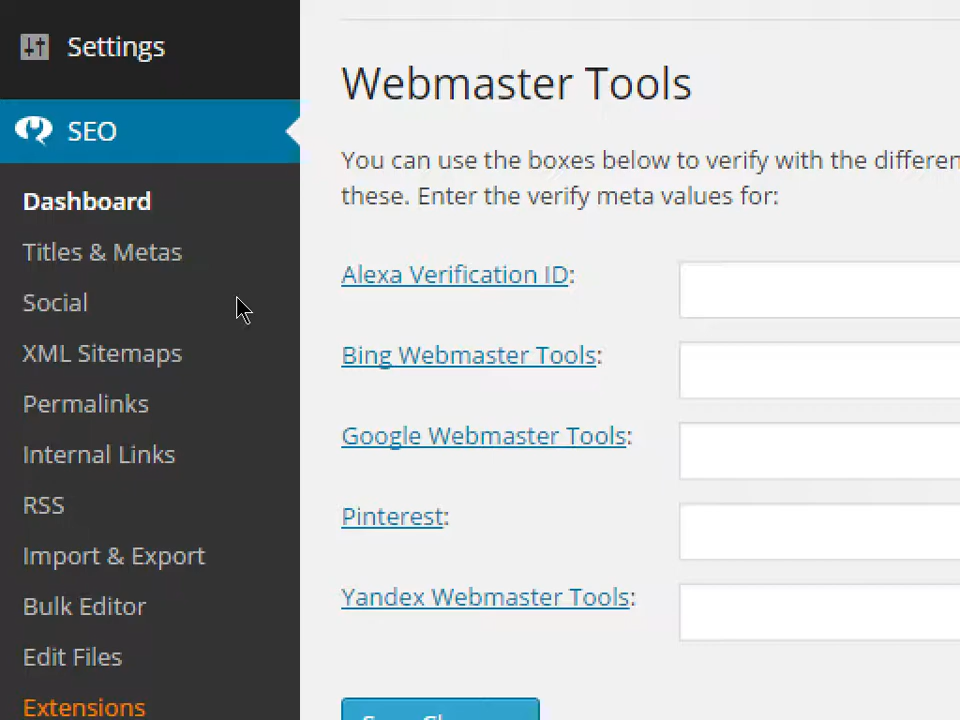 Settings
SEO
Dashboard
Titles & Metas
Social
XML Sitemaps
Permalinks
Internal Links
RSS
Import & Export
Bulk Editor
Edit Files
Extensions
Webmaster Tools
You can use the boxes below to verify with the differen
these. Enter the verify meta values for:
Alexa Verification ID:
Bing Webmaster Tools:
Google Webmaster Tools:
Pinterest:
Yandex Webmaster Tools: